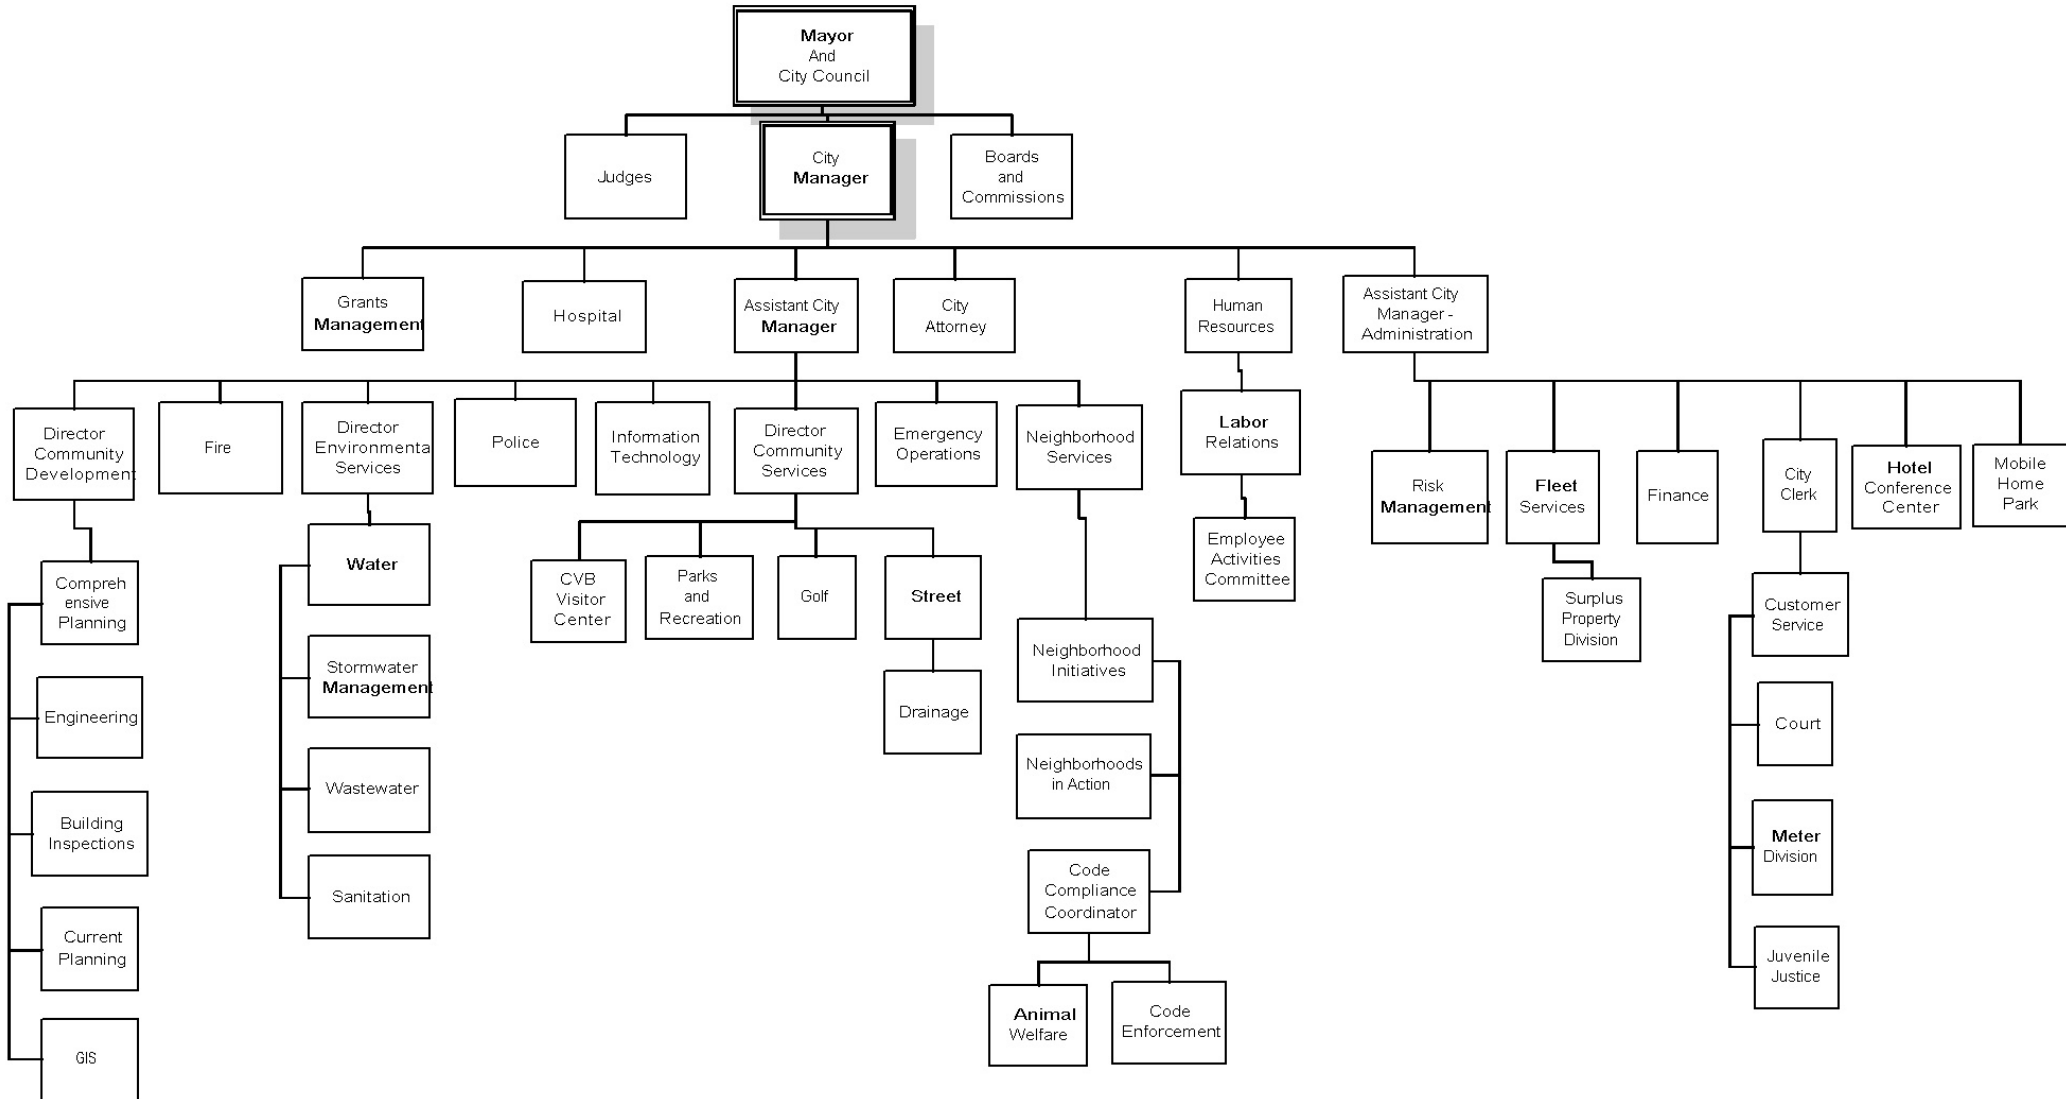 Mayor
And
City Council
Judges
City
Manager
Boards
and
Commissions
Grants
Management
Hospital
Assistant City
Manager
City
Attorney
Human
Resources
Assistant City
Manager -
Administration
Director
Community
Development
Fire
Director
Environmenta
Services
Police
Information
Technology
Director
Community
Services
Emergency
Operations
Neighborhood
Services
Labor
Relations
Risk
Management
Fleet
Services
Finance
City
Clerk
Hotel
Conference
Center
Mobile
Home
Park
Compreh
ensive
Planning
Water
CVB
Visitor
Center
Parks
and
Recreation
Golf
Street
Employee
Activities
Committee
Surplus
Property
Division
Customer
Service
Engineering
Stormwater
Management
Drainage
Neighborhood
Initiatives
Court
Building
Inspections
Wastewater
Neighborhoods
in Action
Meter
Division
Current
Planning
Sanitation
Code
Compliance
Coordinator
Juvenile
Justice
GIS
Animal
Welfare
Code
Enforcement